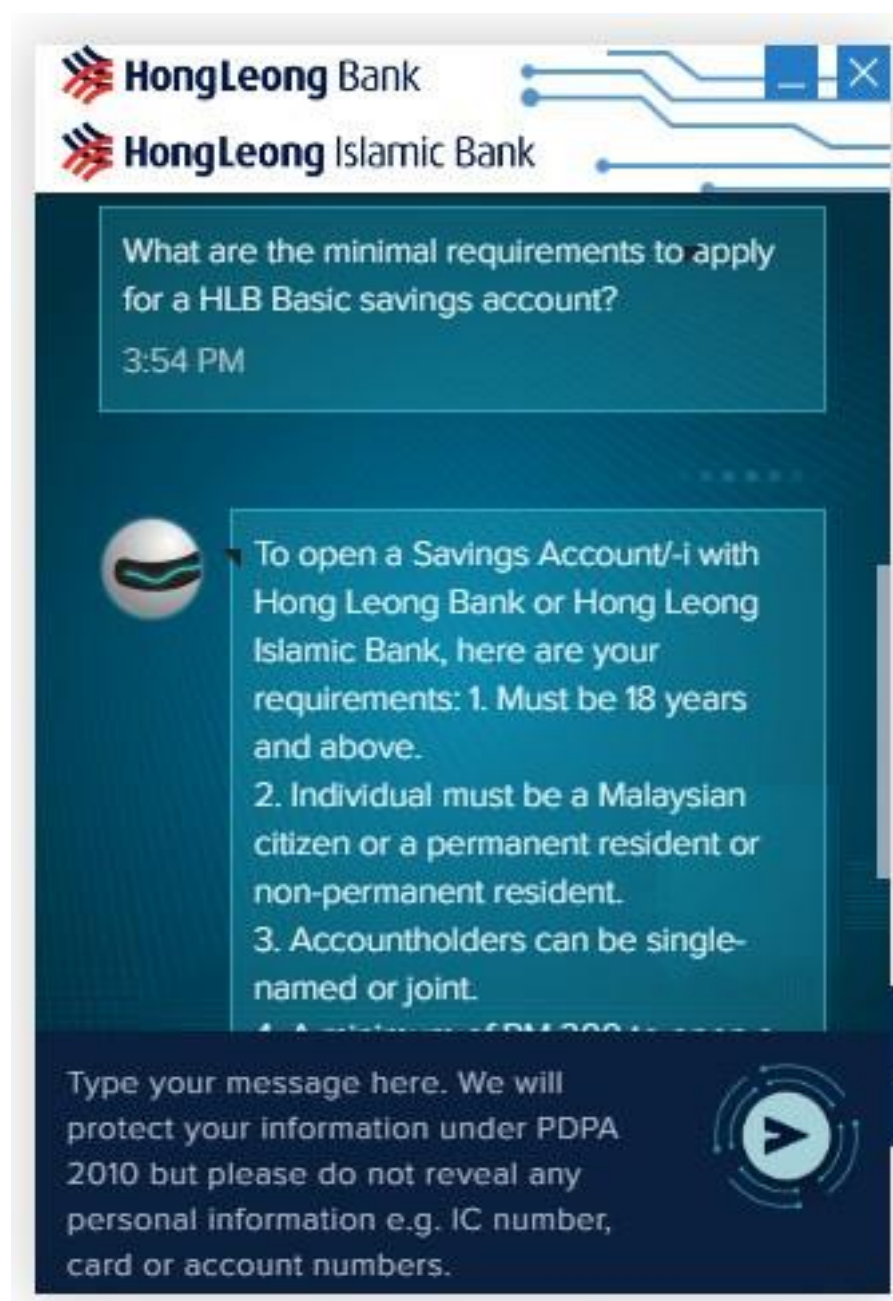 HongLeong Bank
HongLeong Islamic Bank
What are the minimal requirements to apply
for a HLB Basic savings account?
3:54 PM
To open a Savings Account/-i with
Hong Leong Bank or Hong Leong
Islamic Bank, here are your
requirements: 1. Must be 18 years
and above.
2. Individual must be a Malaysian
citizen or a permanent resident or
non-permanent resident.
3. Accountholders can be single-
named or joint.
Type your message here. We will
protect your information under PDPA
2010 but please do not reveal any
personal information e.g. IC number,
card or account numbers.